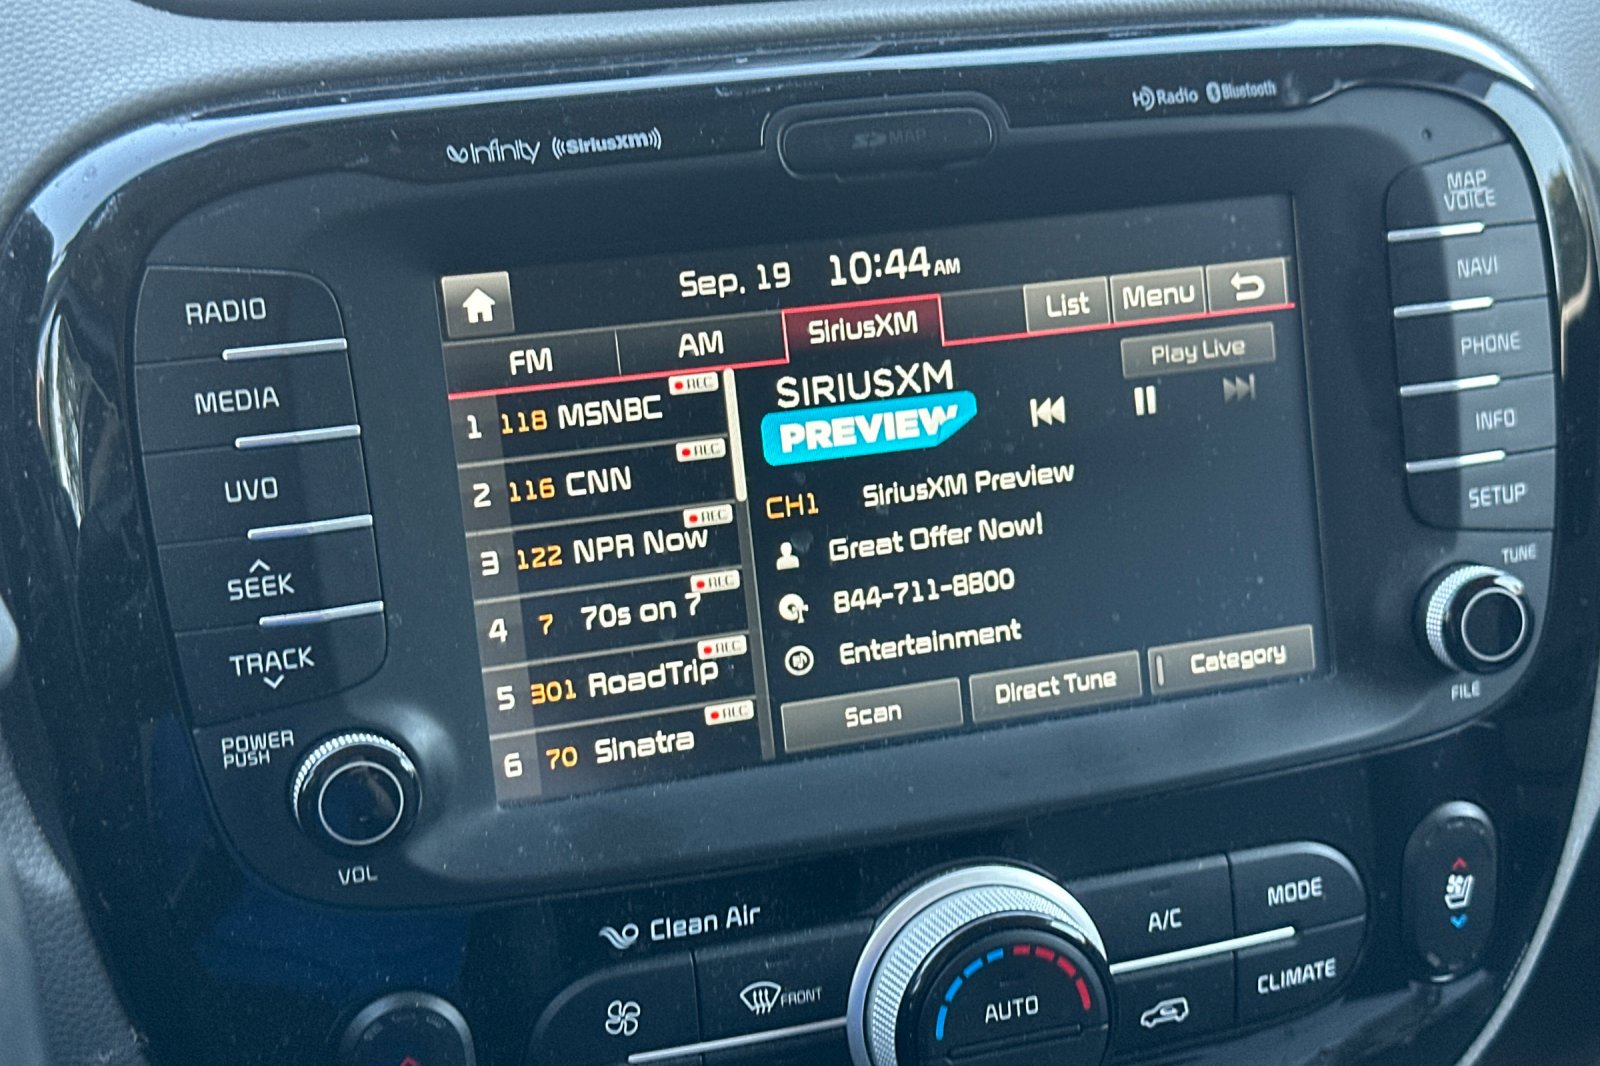 Infinity ((SiriusXM))
SD MAP
HD Radio Bluetooth
MAP
VOICE
NAVI
PHONE
INFO
SETUP
TUNE
FILE
RADIO
MEDIA
UVO
SEEK
TRACK
POWER
PUSH
VOL
Sep. 19 10:44 AM
FM AM SiriusXM List Menu
1 118 MSNBC REC
2 116 CNN REC
3 122 NPR Now REC
4 7 70s on 7 REC
5 301 RoadTrip REC
6 70 Sinatra REC
SIRIUSXM
PREVIEW
Play Live
CH1 SiriusXM Preview
Great Offer Now!
844-711-8800
Entertainment
Scan Direct Tune Category
Clean Air
FRONT
AUTO
A/C
MODE
CLIMATE